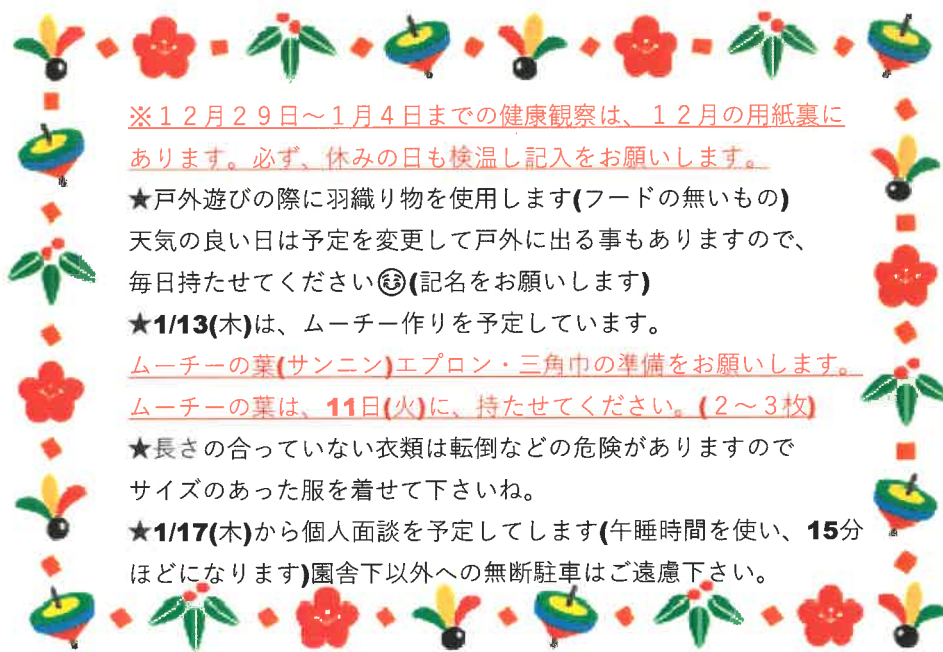 ※１２月２９日～１月４日までの健康観察は、１２月の用紙裏に
あります。必ず、休みの日も検温し記入をお願いします。
★戸外遊びの際に羽織り物を使用します(フードの無いもの)
天気の良い日は予定を変更して戸外に出る事もありますので、
毎日持たせてください(記名をお願いします)
★1/13(木)は、ムーチー作りを予定しています。
ムーチーの葉(サンニン)エプロン・三角巾の準備をお願いします。
ムーチーの葉は、11日(火)に、持たせてください。(２～３枚)
★長さの合っていない衣類は転倒などの危険がありますので
サイズのあった服を着せて下さいね。
★1/17(木)から個人面談を予定してします(午睡時間を使い、15分
ほどになります)園舎下以外への無断駐車はご遠慮下さい。